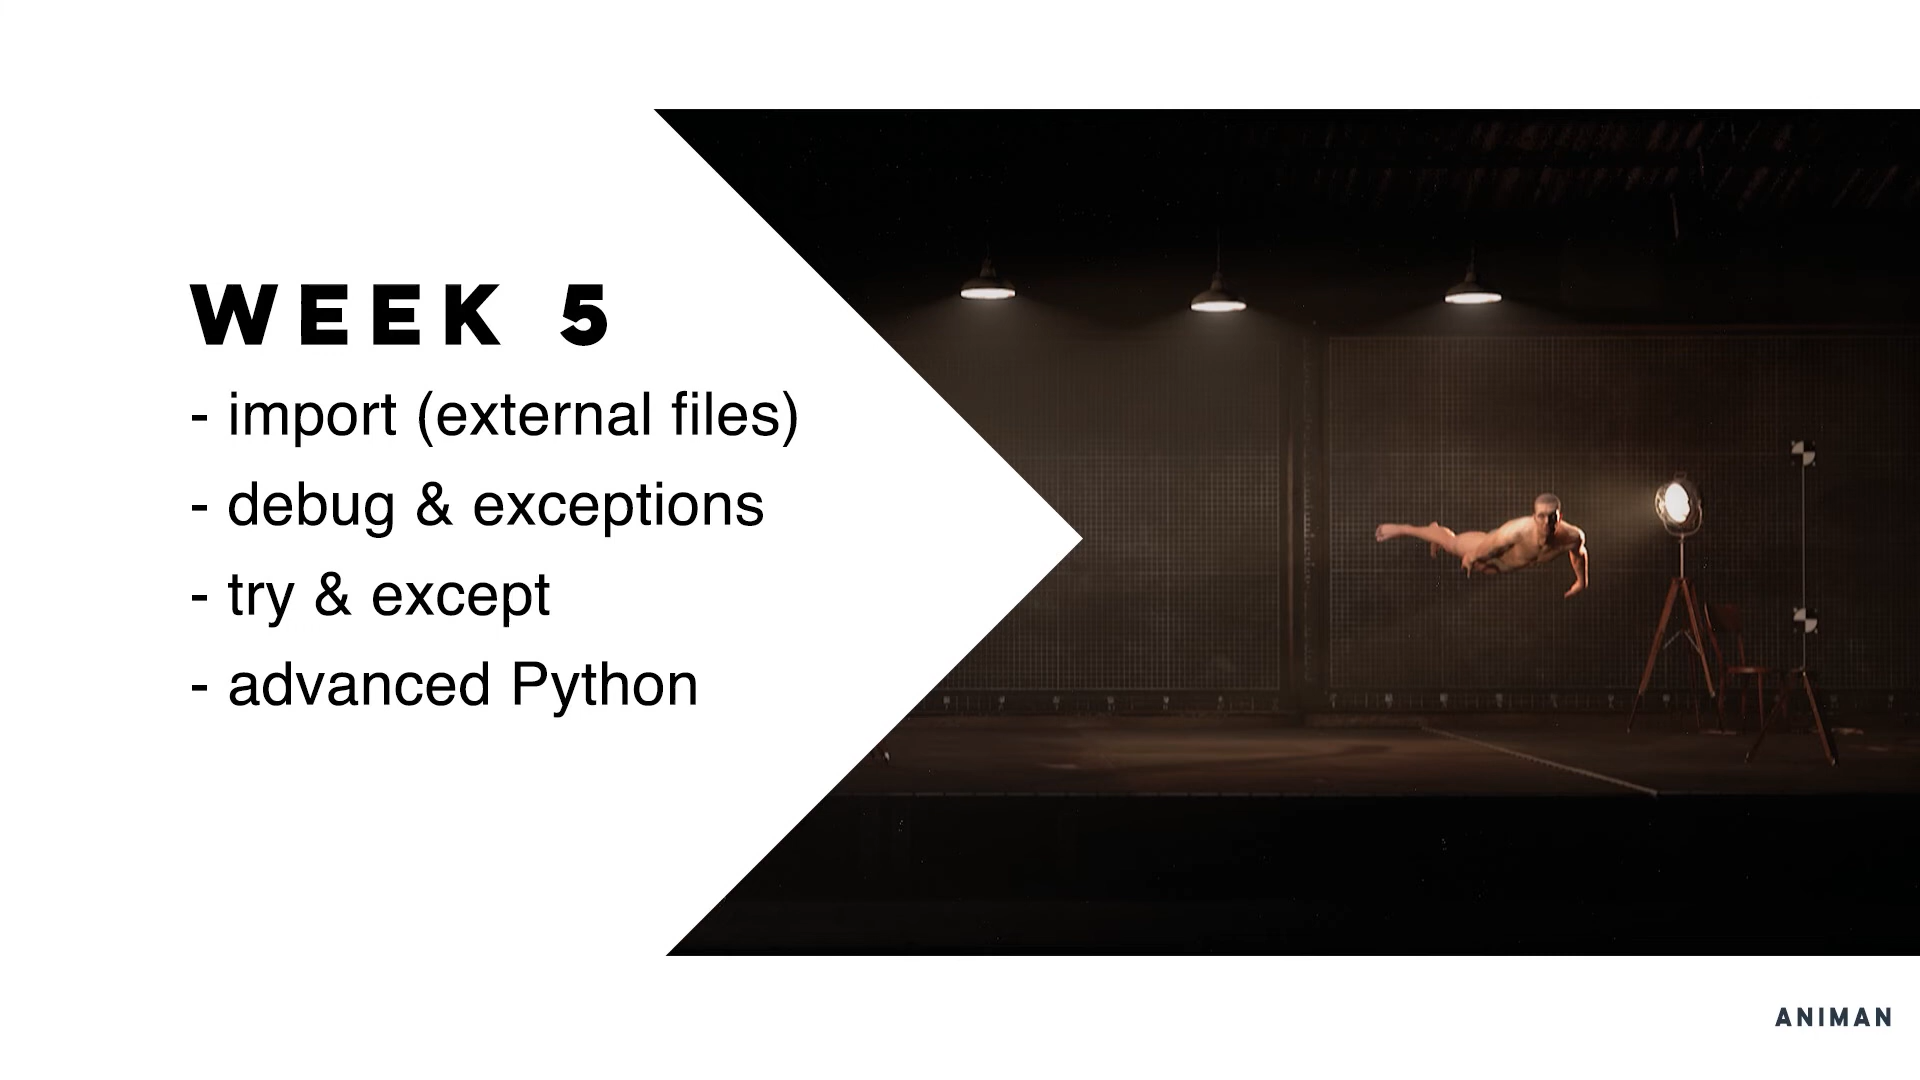 WEEK 5
- import (external files)
- debug & exceptions
- try & except
- advanced Python
ANIMAN